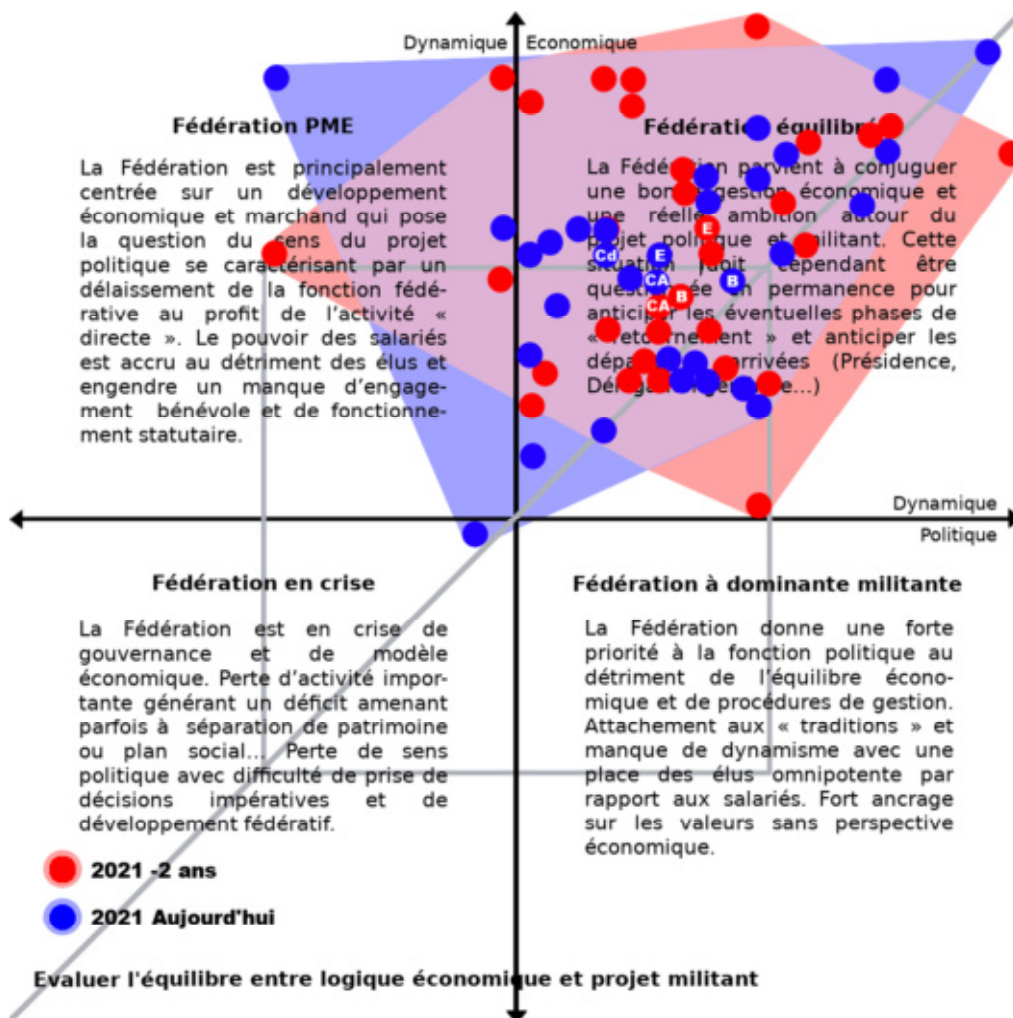 Dynamique Economique
Fédération PME
La Fédération est principalement
centrée sur un développement
économique et marchand qui pose
la question du sens du projet
politique se caractérisant par un
délaissement de la fonction fédé-
rative au profit de l'activité «
directe ». Le pouvoir des salariés
est accru au détriment des élus et
engendre un manque d'engage-
ment bénévole et de fonctionne-
ment statutaire.
Fédération équilibré
La Fédération parvient à conjuguer
une bonne gestion économique et
une réelle ambition autour du
projet politique et militant. Cette
situation doit cependant être
en permanence pour
anticiper les éventuelles phases de
« retournement » et anticiper les
arrivées (Présidence,
E
Cd
E
CA
B
B
CA
Dynamique
Politique
Fédération en crise
La Fédération est en crise de
gouvernance et de modèle
économique. Perte d'activité impor-
tante générant un déficit amenant
parfois à séparation de patrimoine
ou plan social... Perte de sens
politique avec difficulté de prise de
décisions impératives et de
développement fédératif.
Fédération à dominante militante
La Fédération donne une forte
priorité à la fonction politique au
détriment de l'équilibre écono-
mique et de procédures de gestion.
Attachement aux « traditions » et
manque de dynamisme avec une
place des élus omnipotente par
rapport aux salariés. Fort ancrage
sur les valeurs sans perspective
économique.
2021 -2 ans
2021 Aujourd'hui
Evaluer l'équilibre entre logique économique et projet militant